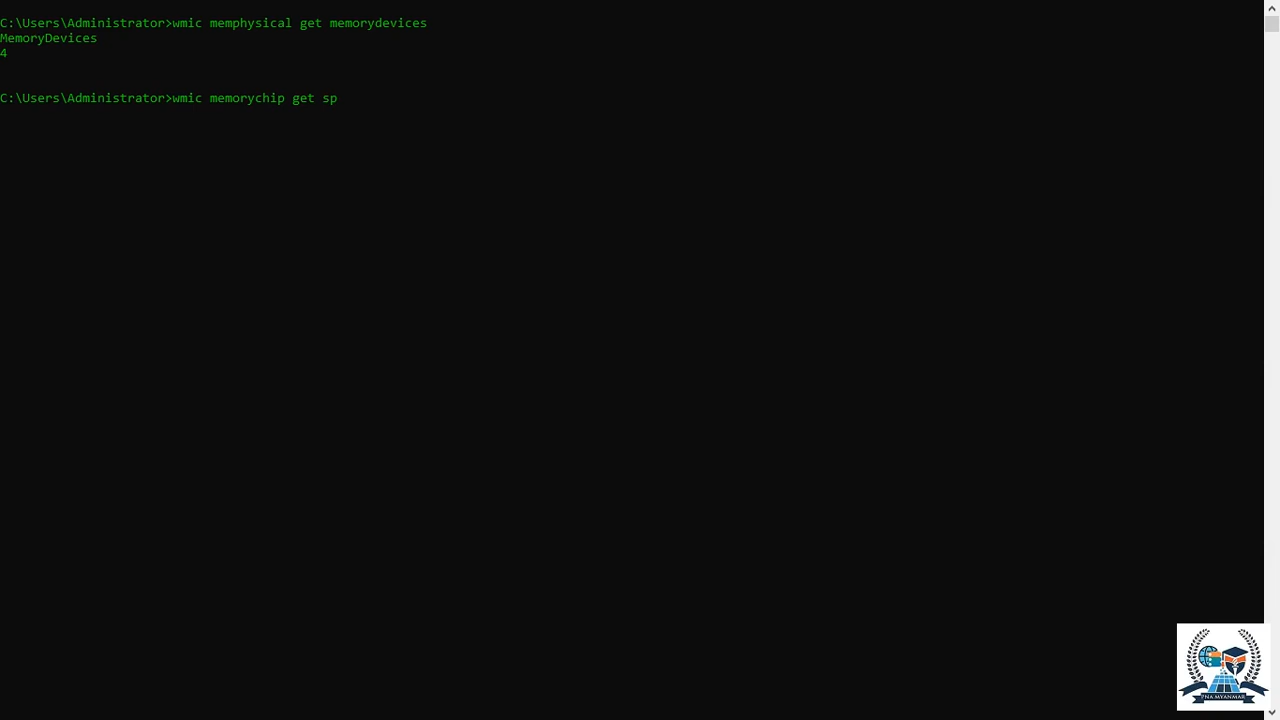 C:\Users\Administrator>wmic memphysical get memorydevices
MemoryDevices
4
C:\Users\Administrator>wmic memorychip get sp